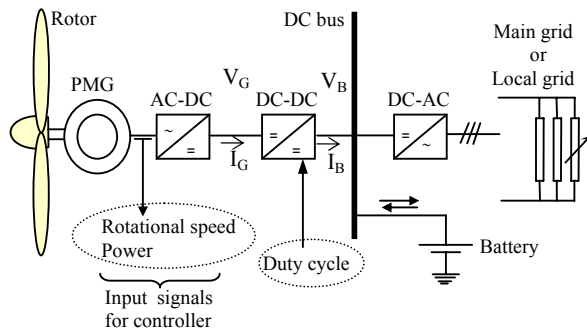 Rotor
DC bus
Main grid
or
Local grid
PMG
AC-DC
V_G
DC-DC
V_B
DC-AC
~
=
=
=
=
~
I_G
I_B
Rotational speed
Power
Duty cycle
Battery
Input signals
for controller